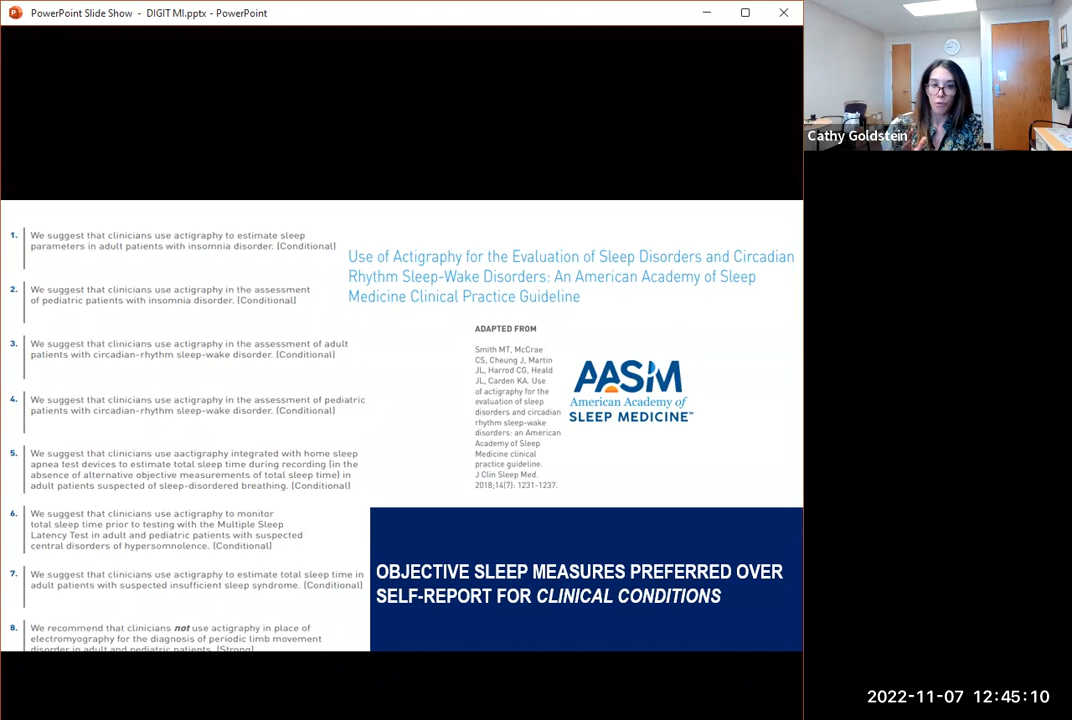 PowerPoint Slide Show - DIGIT MI.pptx - PowerPoint
Cathy Goldstein
1. We suggest that clinicians use actigraphy to estimate sleep
parameters in adult patients with insomnia disorder. (Conditional)
2. We suggest that clinicians use actigraphy in the assessment
of pediatric patients with insomnia disorder. (Conditional)
3. We suggest that clinicians use actigraphy in the assessment of adult
patients with circadian-rhythm sleep-wake disorder. (Conditional)
4. We suggest that clinicians use actigraphy in the assessment of pediatric
patients with circadian-rhythm sleep-wake disorder. (Conditional)
5. We suggest that clinicians use aactigraphy integrated with home sleep
apnea test devices to estimate total sleep time during recording (in the
absence of alternative objective measurements of total sleep time) in
adult patients suspected of sleep-disordered breathing. (Conditional)
6. We suggest that clinicians use actigraphy to monitor
total sleep time prior to testing with the Multiple Sleep
Latency Test in adult and pediatric patients with suspected
central disorders of hypersomnolence. (Conditional)
7. We suggest that clinicians use actigraphy to estimate total sleep time in
adult patients with suspected insufficient sleep syndrome. (Conditional)
8. We recommend that clinicians not use actigraphy in place of
electromyography for the diagnosis of periodic limb movement
disorder in adult and pediatric patients. (Strong)
Use of Actigraphy for the Evaluation of Sleep Disorders and Circadian
Rhythm Sleep-Wake Disorders: An American Academy of Sleep
Medicine Clinical Practice Guideline
ADAPTED FROM
Smith MT, McCrae
CS, Cheung J, Martin
JL, Harrod CG, Heald
JL, Carden KA. Use
of actigraphy for the
evaluation of sleep
disorders and circadian
rhythm sleep-wake
disorders: an American
Academy of Sleep
Medicine clinical
practice guideline.
J Clin Sleep Med.
2018;14(7): 1231-1237.
AASM
American Academy of
SLEEP MEDICINE™
OBJECTIVE SLEEP MEASURES PREFERRED OVER
SELF-REPORT FOR CLINICAL CONDITIONS
2022-11-07 12:45:10